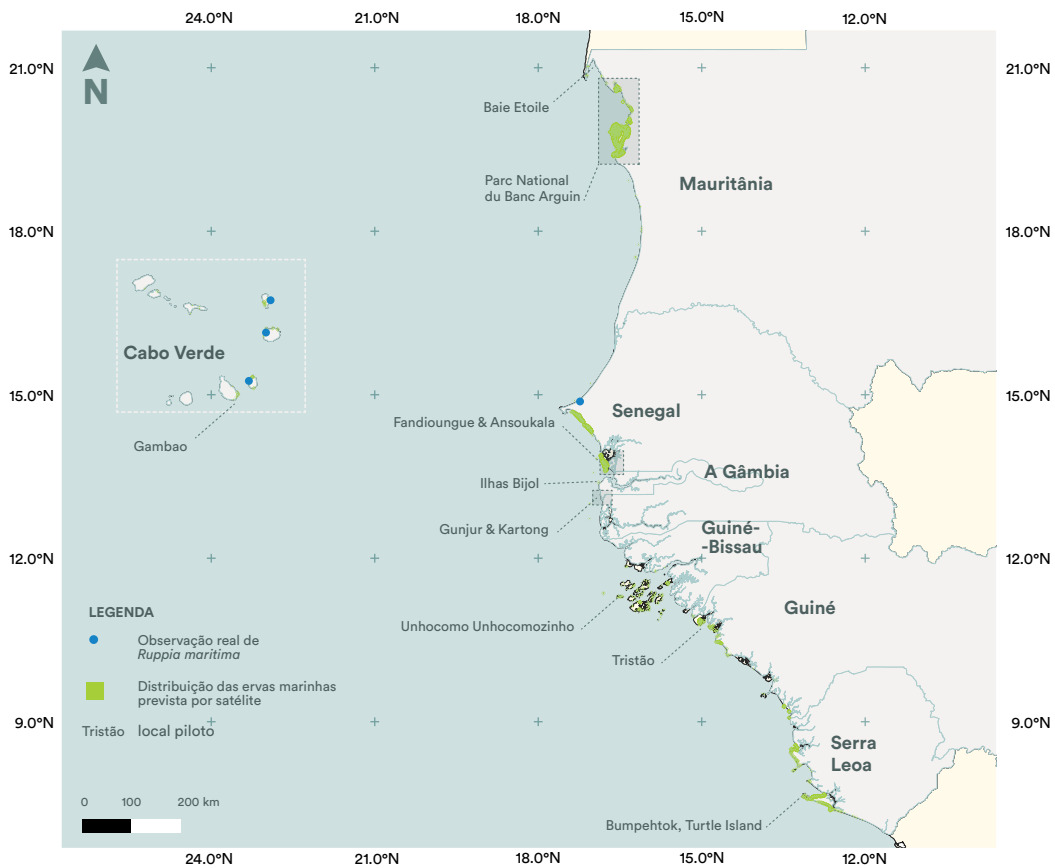 24.0°N
21.0°N
18.0°N
15.0°N
12.0°N
21.0°N
21.0°N
N
Baie Etoile
Parc National
du Banc Arguin
Mauritânia
18.0°N
18.0°N
Cabo Verde
15.0°N
15.0°N
Senegal
Fandioungue & Ansoukala
Gambao
A Gâmbia
Ilhas Bijol
Gunjur & Kartong
Guiné-
-Bissau
12.0°N
12.0°N
LEGENDA
Guiné
Unhocomo Unhocomozinho
Observação real de
Ruppia maritima
Tristão
Distribuição das ervas marinhas
prevista por satélite
Tristão local piloto
9.0°N
9.0°N
Serra
Leoa
0 100 200 km
Bumpehtok, Turtle Island
24.0°N
21.0°N
18.0°N
15.0°N
12.0°N